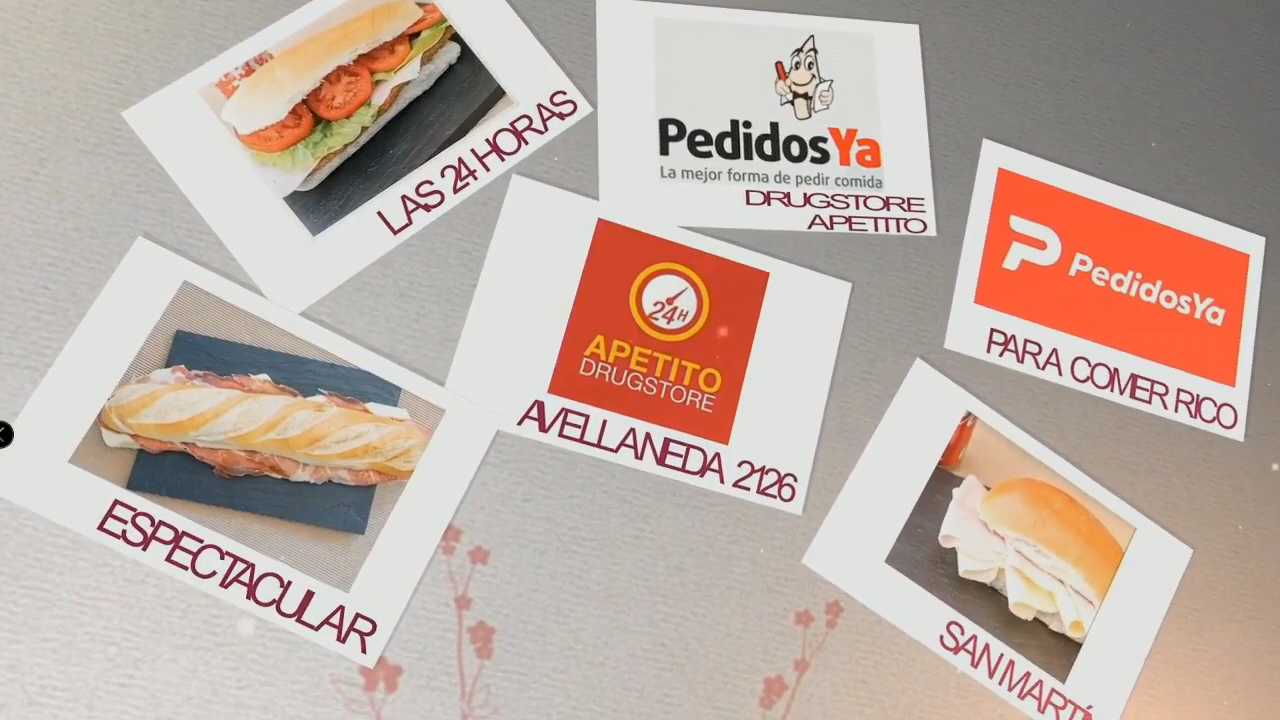 LAS 24 HORAS
PedidosYa
La mejor forma de pedir comida
DRUGSTORE
APETITO
PedidosYa
PARA COMER RICO
24H
APETITO
DRUGSTORE
AVELLANEDA 2126
ESPECTACULAR
SAN MARTÍN